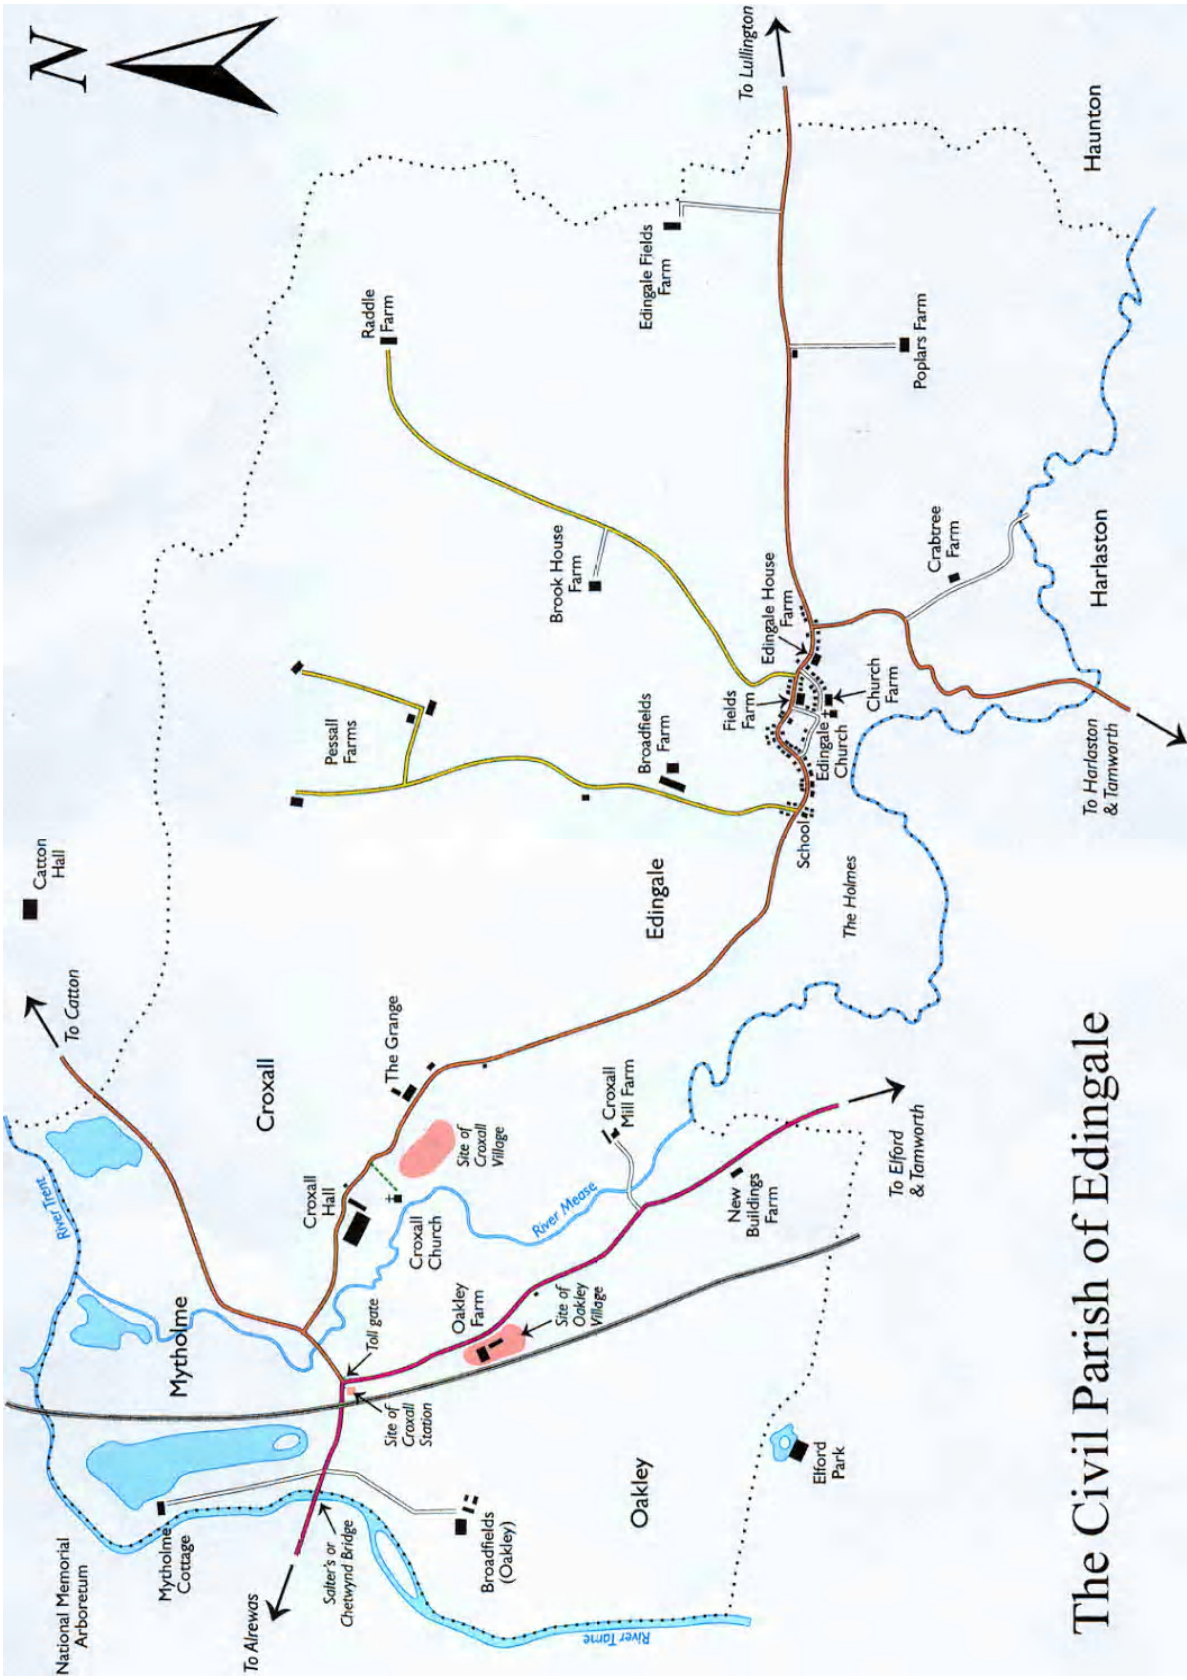 N
National Memorial
Arboretum
River Trent
To Catton
Catton
Hall
Mytholme
Cottage
Mytholme
Croxall
Pessall
Farms
Raddle
Farm
To Alrewas
Salter's or
Chetwynd Bridge
Site of
Croxall
Station
Toll gate
Croxall
Hall
Croxall
Church
The Grange
Site of
Croxall
Village
Broadfields
(Oakley)
Oakley
Farm
Site of
Oakley
Village
River Mease
Croxall
Mill Farm
Edingale
Broadfields
Farm
Brook House
Farm
Edingale Fields
Farm
To Lullington
River Tame
Oakley
New
Buildings
Farm
School
Fields
Farm
Edingale House
Farm
Edingale
Church
Church
Farm
The Holmes
Elford
Park
To Elford
& Tamworth
Crabtree
Farm
Poplars Farm
To Harlaston
& Tamworth
Harlaston
Haunton
The Civil Parish of Edingale